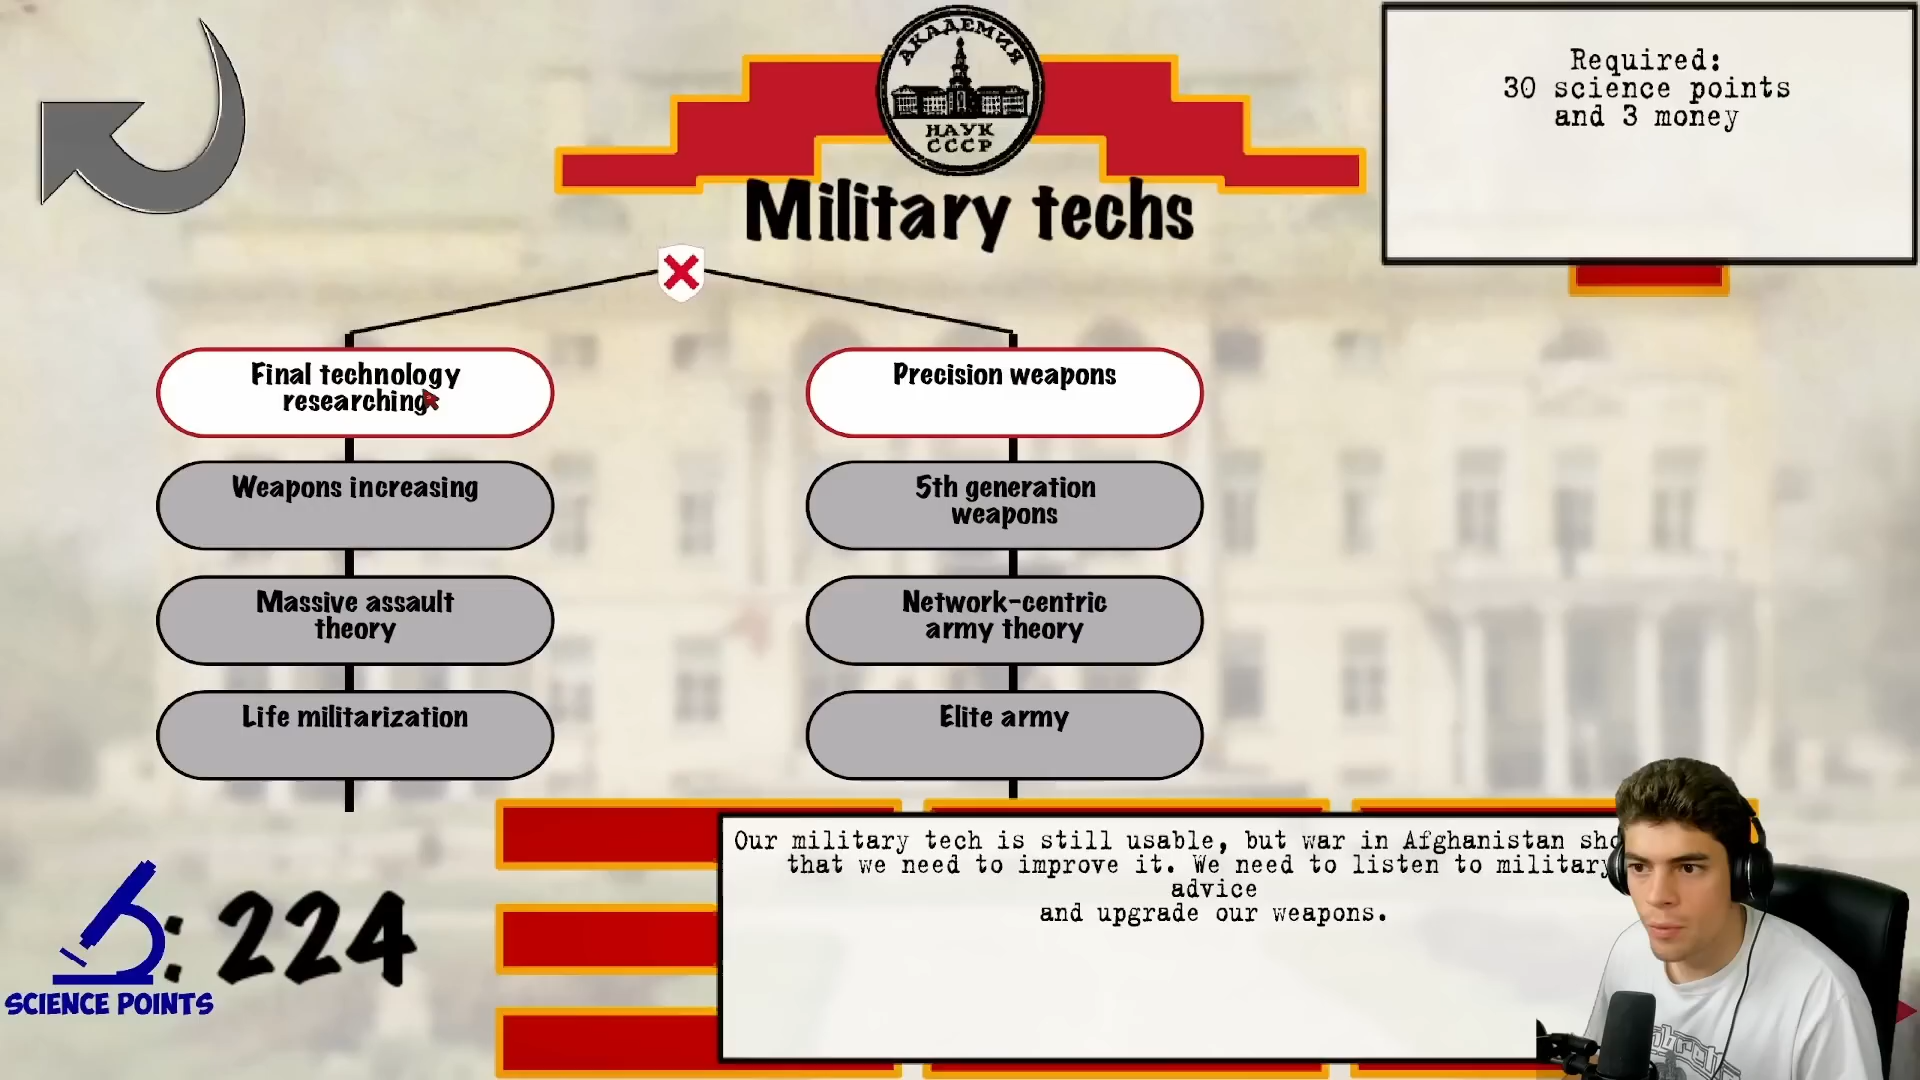 АКАДЕМИЯ
НАУК
СССР
Military techs
Required:
30 science points
and 3 money
Final technology
researching
Precision weapons
Weapons increasing
5th generation
weapons
Massive assault
theory
Network-centric
army theory
Life militarization
Elite army
Our military tech is still usable, but war in Afghanistan
that we need to improve it. We need to listen to military
advice
and upgrade our weapons.
: 224
SCIENCE POINTS